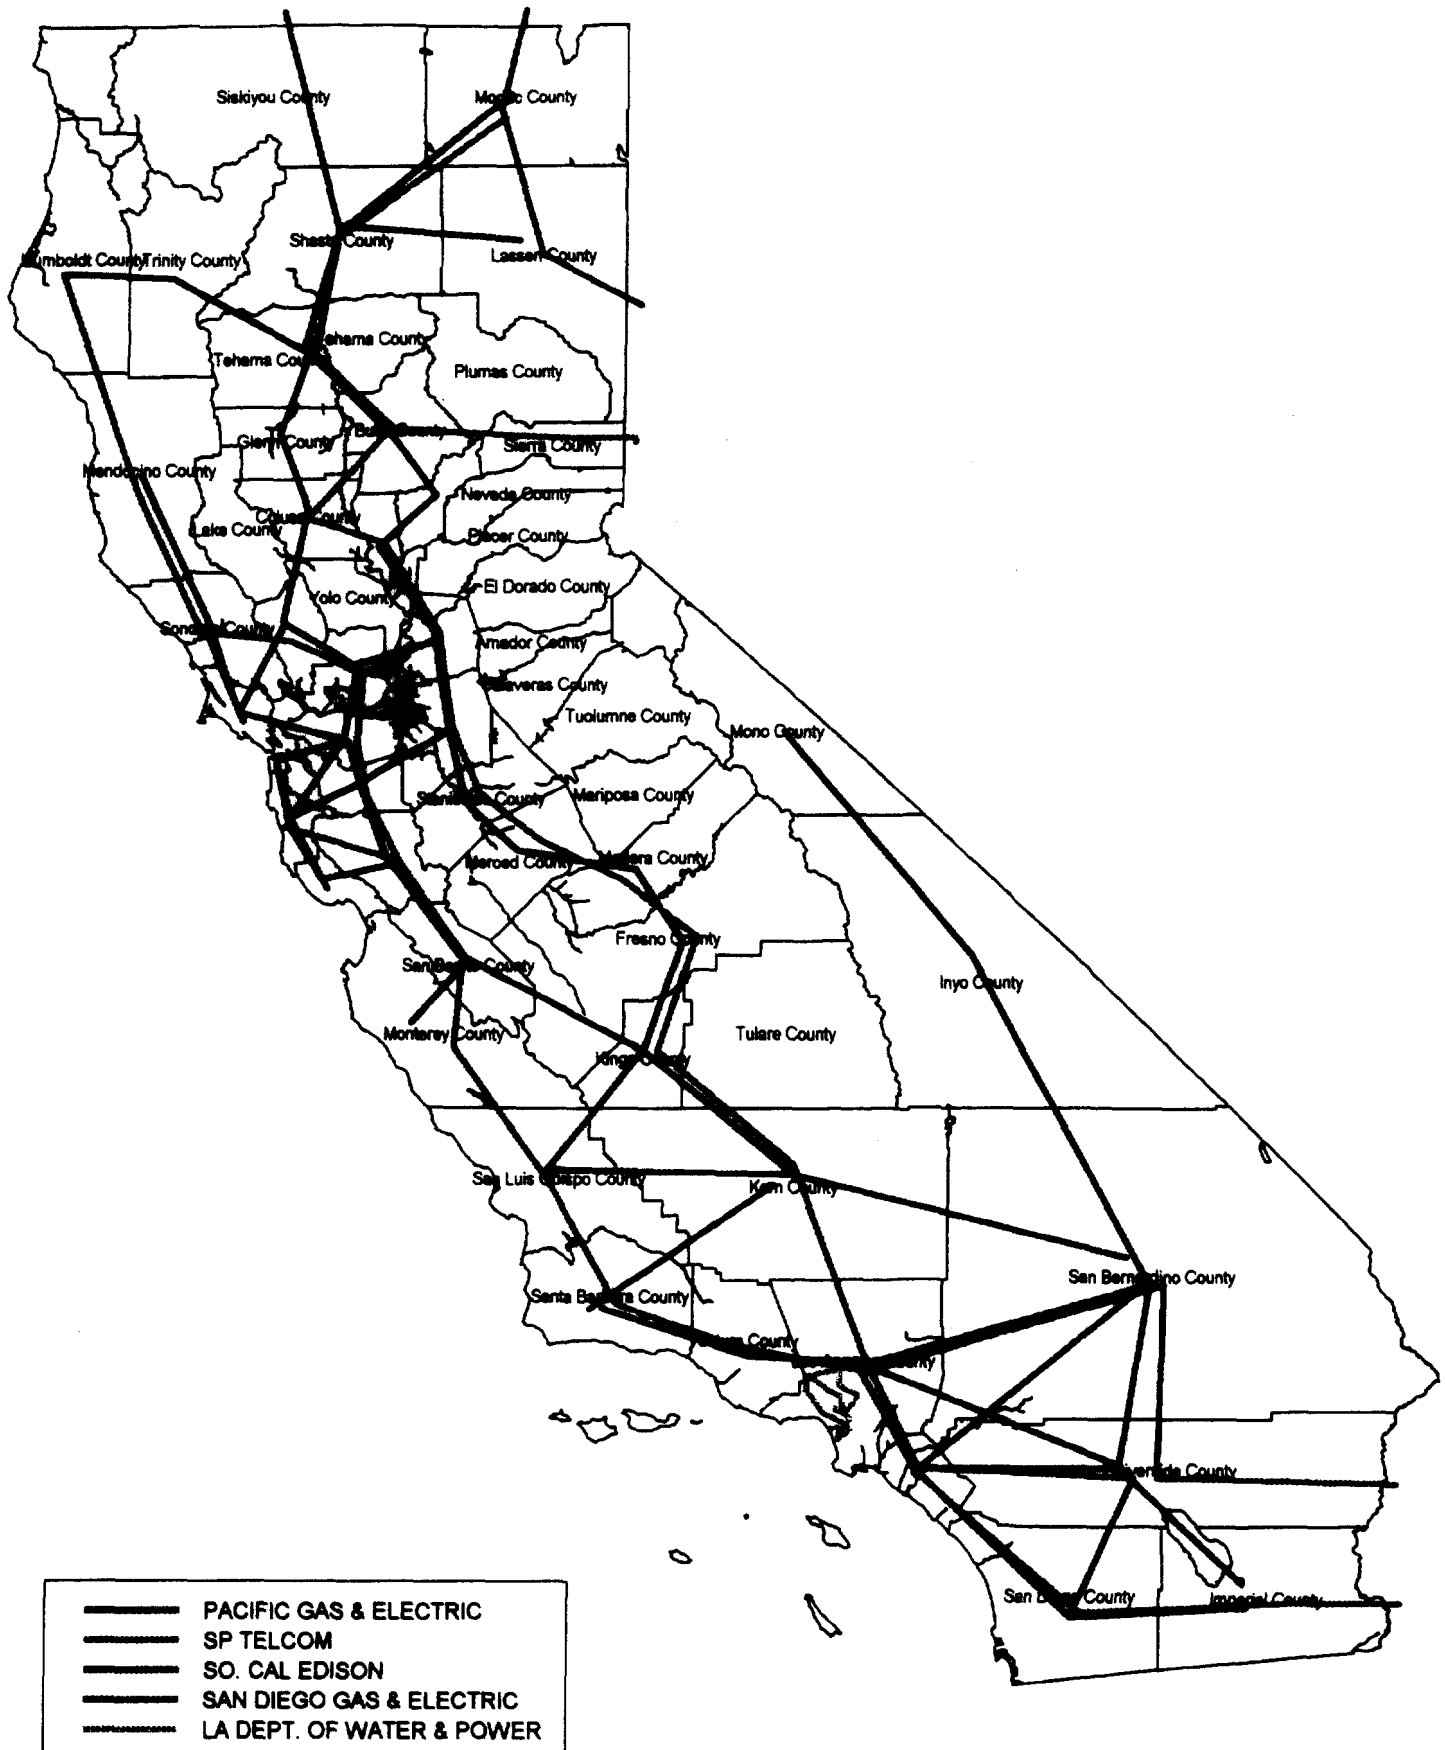 Siskiyou County
Modoc County
Shasta County
Lassen County
Humboldt County
Trinity County
Tehama County
Tehama County
Plumas County
Glenn County
Butte County
Sierra County
Mendocino County
Nevada County
Colusa County
Lake County
Placer County
El Dorado County
Yolo County
Sonoma County
Amador County
Calaveras County
Tuolumne County
Mono County
Mariposa County
Stanislaus County
Merced County
Madera County
Fresno County
San Benito County
Inyo County
Monterey County
Tulare County
Kings County
San Luis Obispo County
Kern County
San Bernardino County
Santa Barbara County
County
County
Riverside County
San Diego County
Imperial County
PACIFIC GAS & ELECTRIC
SP TELCOM
SO. CAL EDISON
SAN DIEGO GAS & ELECTRIC
LA DEPT. OF WATER & POWER